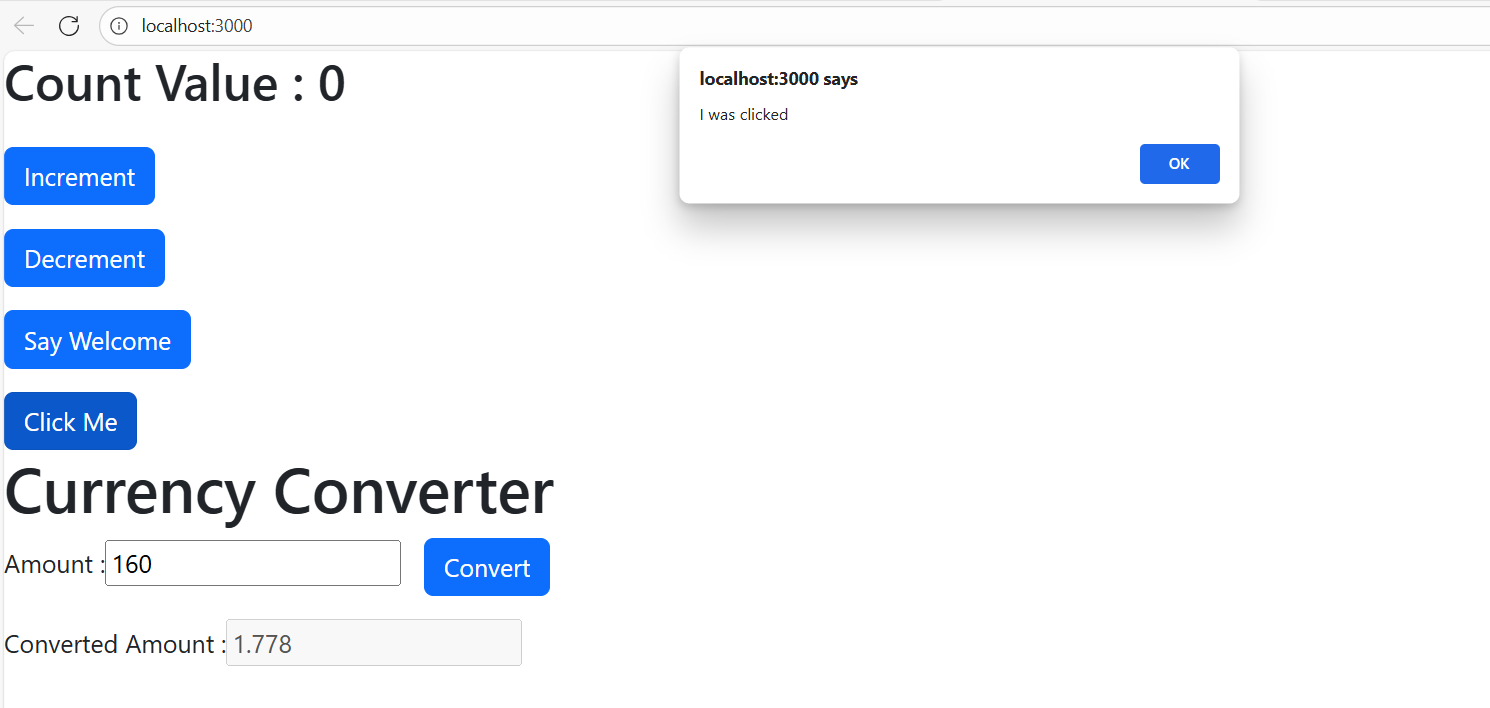 localhost:3000
localhost:3000 says
I was clicked
OK
Count Value : 0
Increment
Decrement
Say Welcome
Click Me
Currency Converter
Amount : 160 Convert
Converted Amount : 1.778